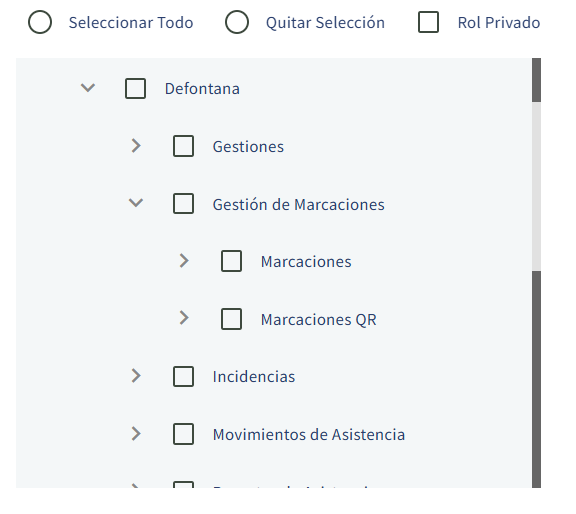 Seleccionar Todo Quitar Selección Rol Privado
Defontana
Gestiones
Gestión de Marcaciones
Marcaciones
Marcaciones QR
Incidencias
Movimientos de Asistencia